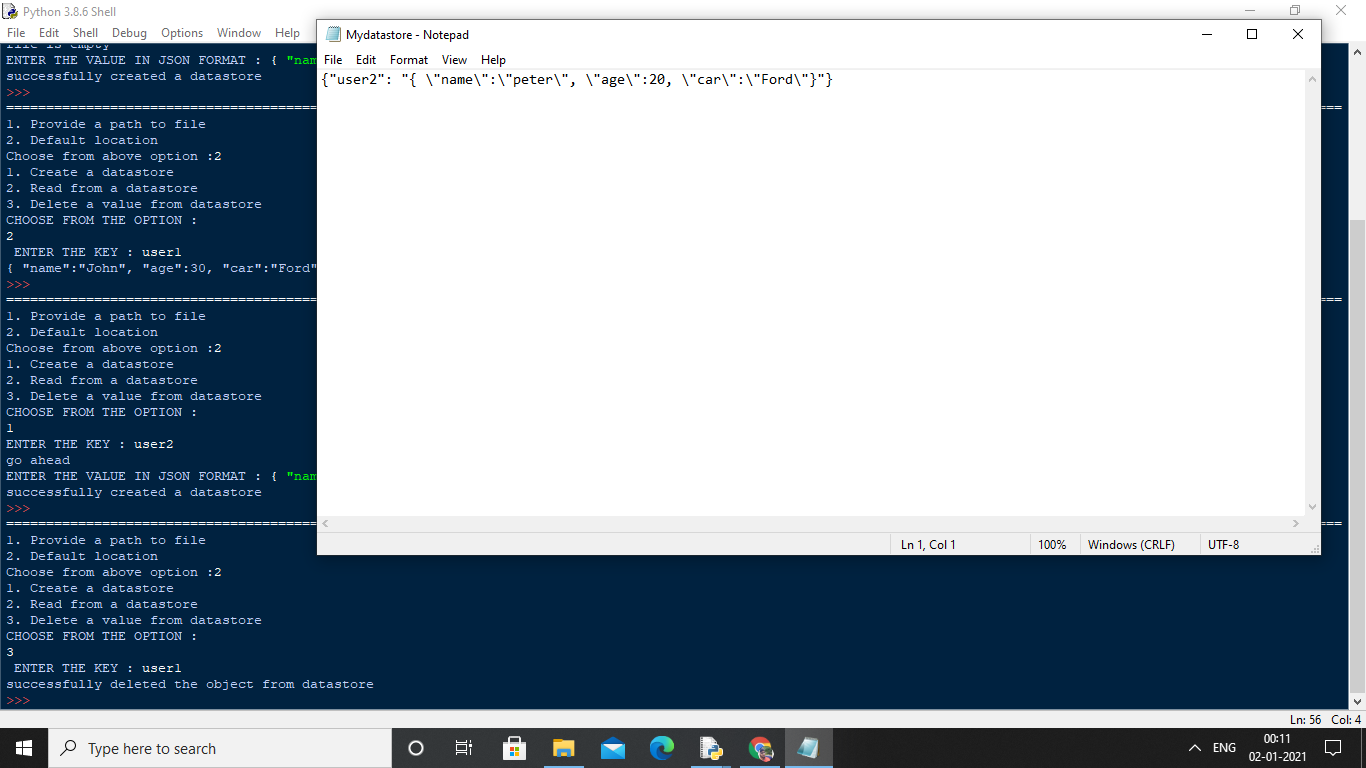 Python 3.8.6 Shell
File Edit Shell Debug Options Window Help
file is empty
ENTER THE VALUE IN JSON FORMAT : { "nam
successfully created a datastore
>>>
========================================
1. Provide a path to file
2. Default location
Choose from above option :2
1. Create a datastore
2. Read from a datastore
3. Delete a value from datastore
CHOOSE FROM THE OPTION :
2
ENTER THE KEY : user1
{ "name":"John", "age":30, "car":"Ford"
>>>
========================================
1. Provide a path to file
2. Default location
Choose from above option :2
1. Create a datastore
2. Read from a datastore
3. Delete a value from datastore
CHOOSE FROM THE OPTION :
1
ENTER THE KEY : user2
go ahead
ENTER THE VALUE IN JSON FORMAT : { "nam
successfully created a datastore
>>>
========================================
1. Provide a path to file
2. Default location
Choose from above option :2
1. Create a datastore
2. Read from a datastore
3. Delete a value from datastore
CHOOSE FROM THE OPTION :
3
ENTER THE KEY : user1
successfully deleted the object from datastore
>>>
Ln: 56 Col: 4
Mydatastore - Notepad
File Edit Format View Help
{"user2": "{ \"name\":\"peter\", \"age\":20, \"car\":\"Ford\"}"}
Ln 1, Col 1 100% Windows (CRLF) UTF-8
Type here to search
ENG
00:11
02-01-2021